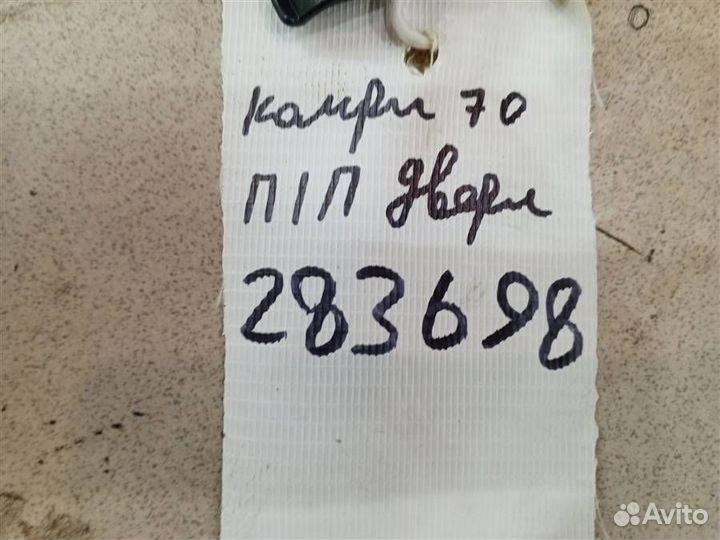 камри 70
П/П двери
283698
Avito